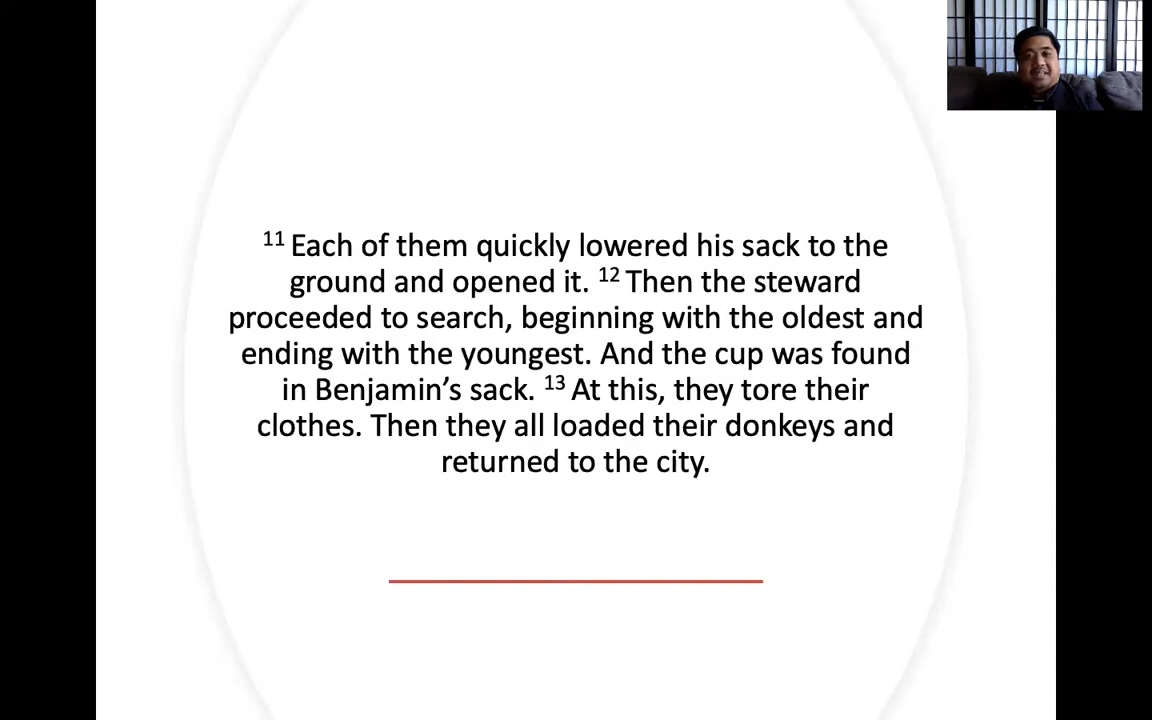 11 Each of them quickly lowered his sack to the
ground and opened it. 12 Then the steward
proceeded to search, beginning with the oldest and
ending with the youngest. And the cup was found
in Benjamin’s sack. 13 At this, they tore their
clothes. Then they all loaded their donkeys and
returned to the city.